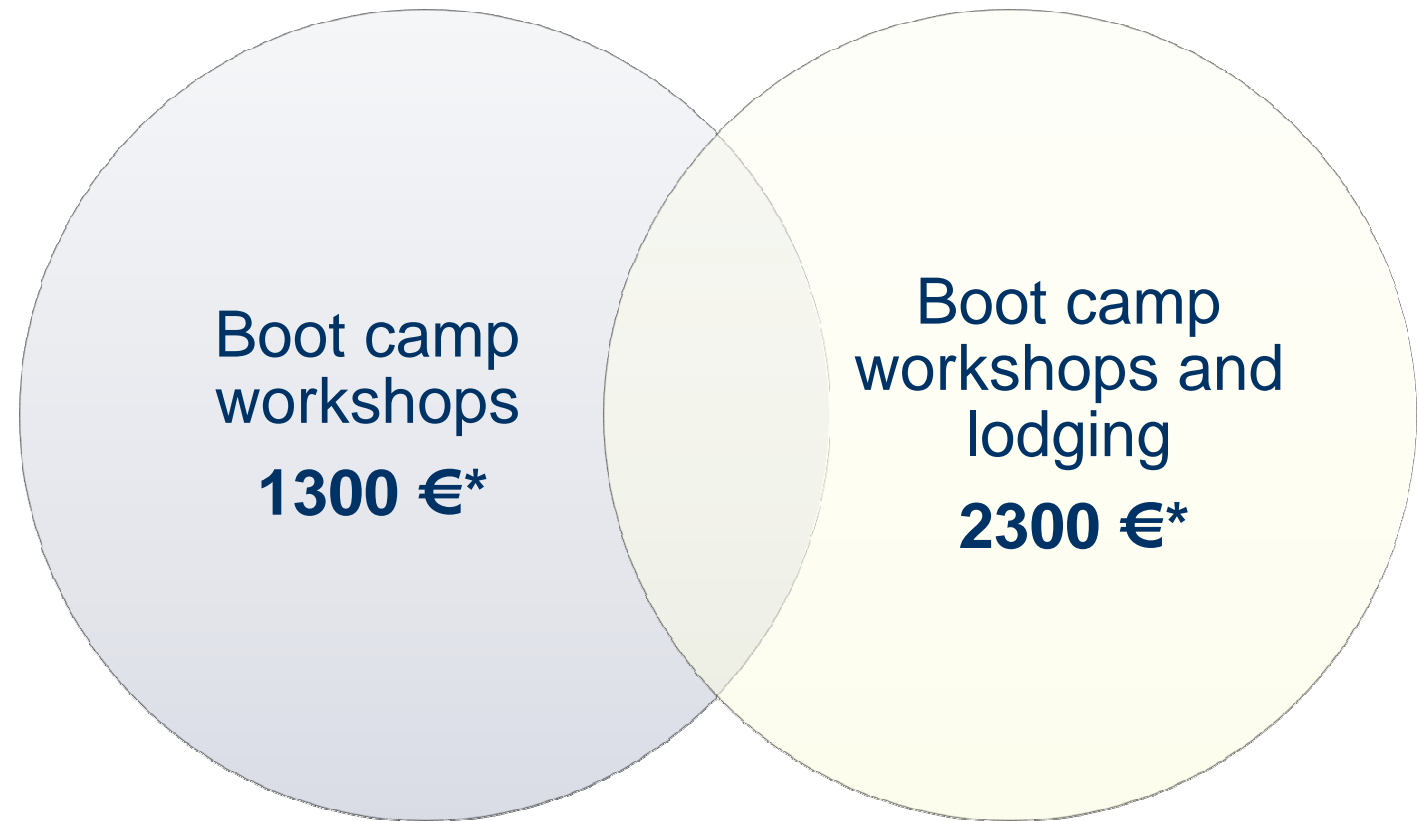 Boot camp
workshops
1300 €*
Boot camp
workshops and
lodging
2300 €*